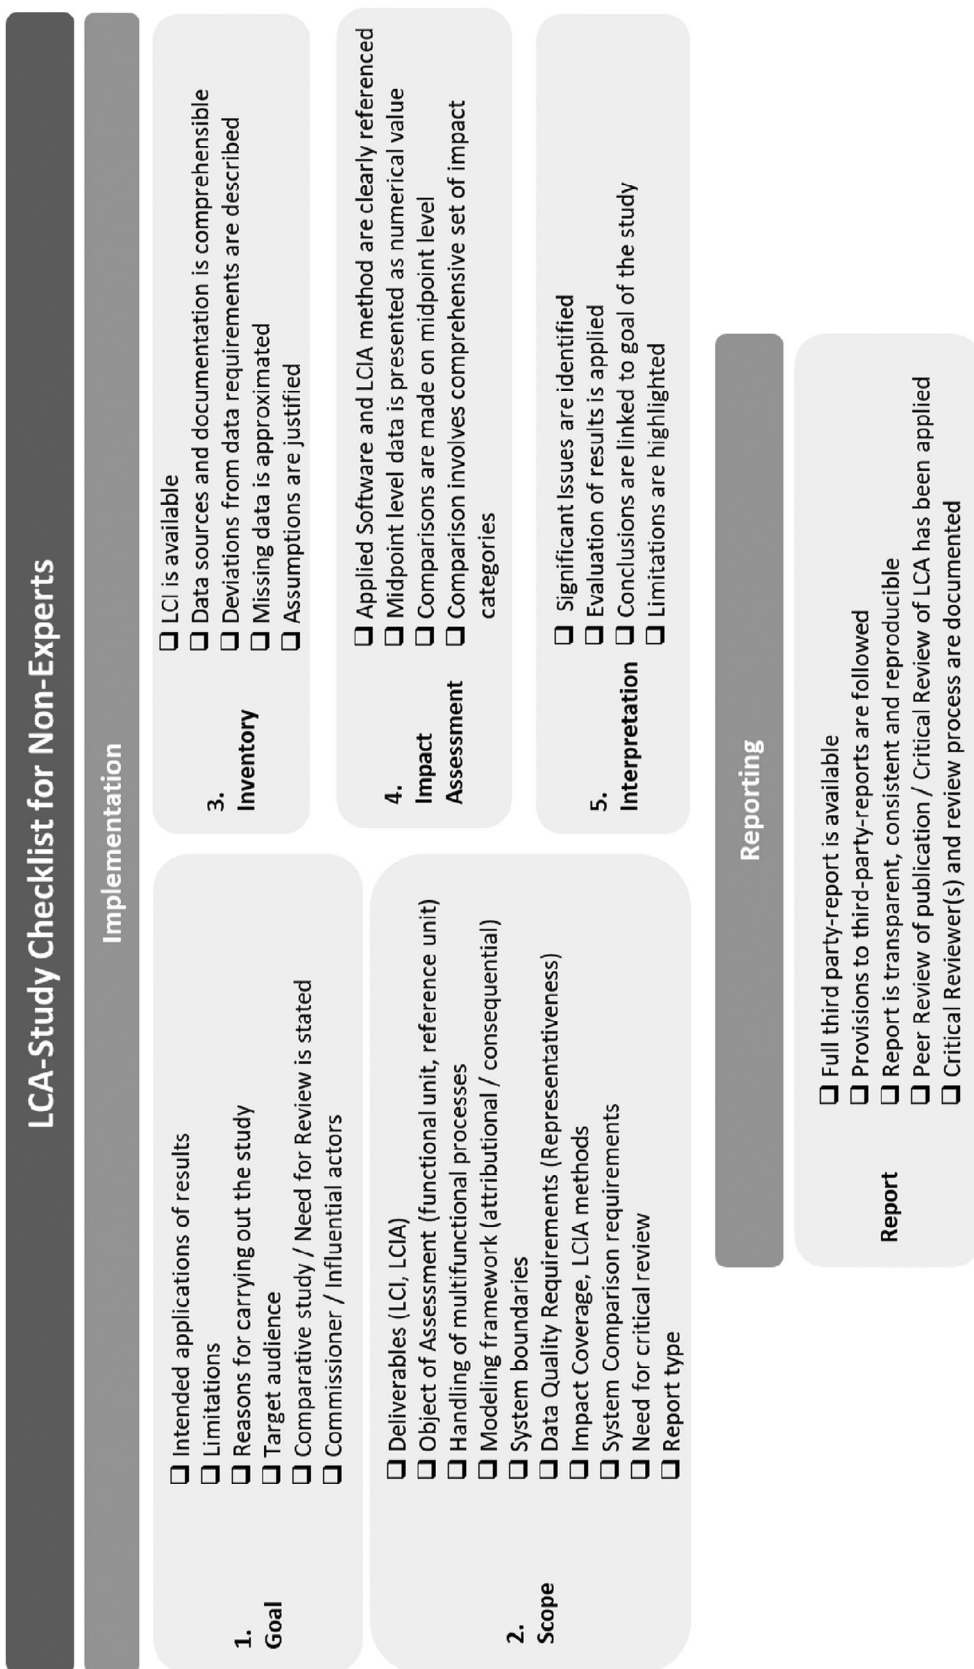 LCA-Study Checklist for Non-Experts
Implementation
1.
Goal
❑ Intended applications of results
❑ Limitations
❑ Reasons for carrying out the study
❑ Target audience
❑ Comparative study / Need for Review is stated
❑ Commissioner / Influential actors
2.
Scope
❑ Deliverables (LCI, LCIA)
❑ Object of Assessment (functional unit, reference unit)
❑ Handling of multifunctional processes
❑ Modeling framework (attributional / consequential)
❑ System boundaries
❑ Data Quality Requirements (Representativeness)
❑ Impact Coverage, LCIA methods
❑ System Comparison requirements
❑ Need for critical review
❑ Report type
3.
Inventory
❑ LCI is available
❑ Data sources and documentation is comprehensible
❑ Deviations from data requirements are described
❑ Missing data is approximated
❑ Assumptions are justified
4.
Impact
Assessment
❑ Applied Software and LCIA method are clearly referenced
❑ Midpoint level data is presented as numerical value
❑ Comparisons are made on midpoint level
❑ Comparison involves comprehensive set of impact
categories
5.
Interpretation
❑ Significant Issues are identified
❑ Evaluation of results is applied
❑ Conclusions are linked to goal of the study
❑ Limitations are highlighted
Reporting
Report
❑ Full third party-report is available
❑ Provisions to third-party-reports are followed
❑ Report is transparent, consistent and reproducible
❑ Peer Review of publication / Critical Review of LCA has been applied
❑ Critical Reviewer(s) and review process are documented